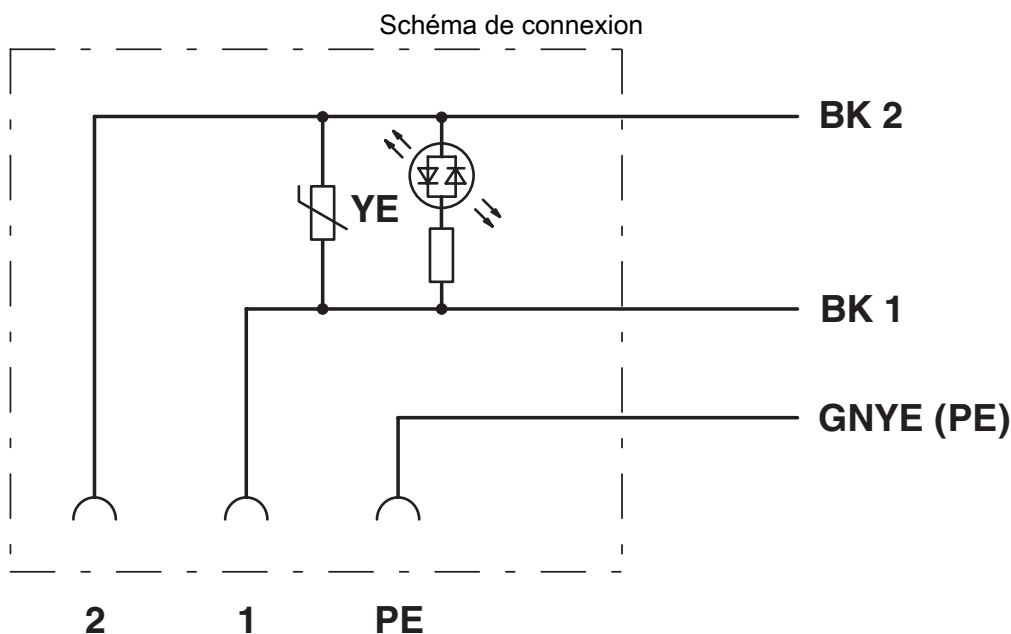 Schéma de connexion
BK 2
YE
BK 1
GNYE (PE)
2 1 PE